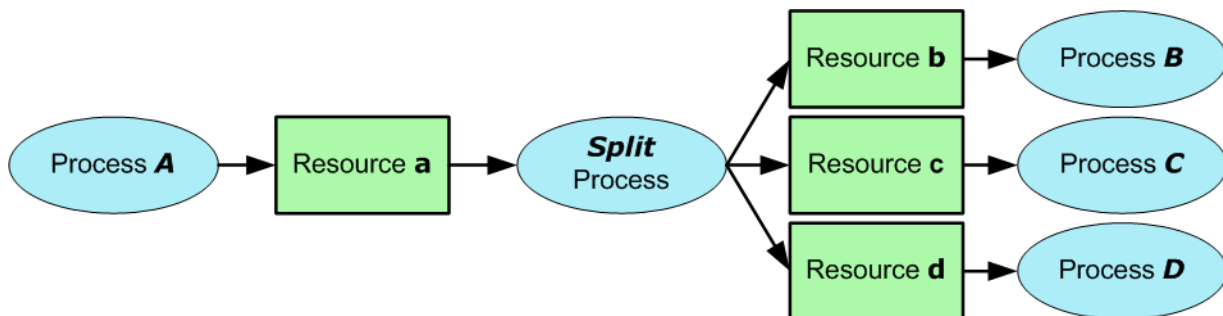 Process A
Resource a
Split
Process
Resource b
Process B
Resource c
Process C
Resource d
Process D